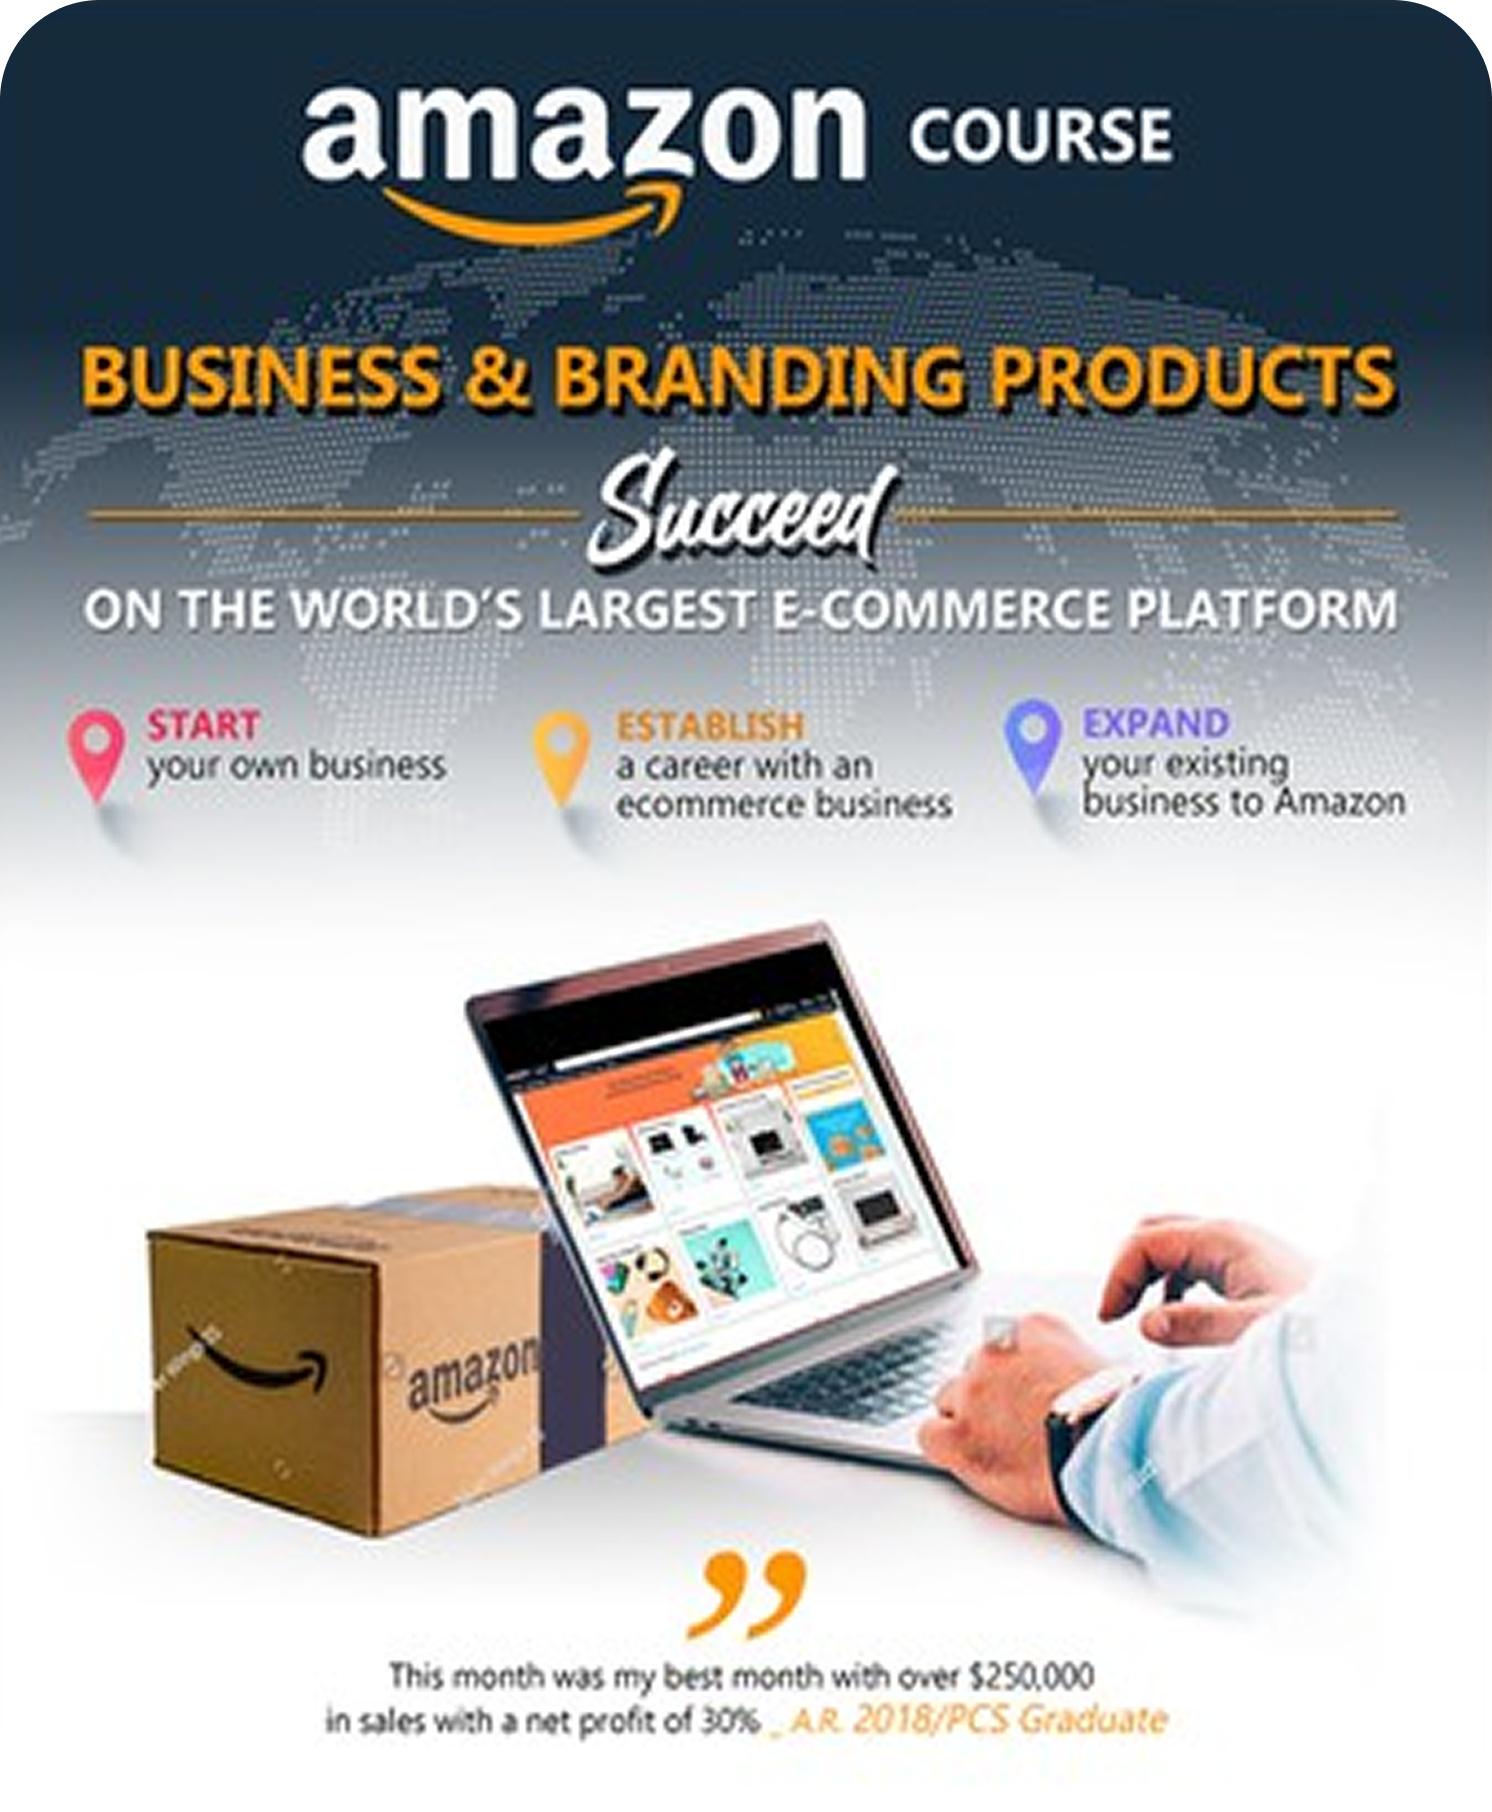 amazon COURSE
BUSINESS & BRANDING PRODUCTS
Succeed
ON THE WORLD'S LARGEST E-COMMERCE PLATFORM
START
your own business
ESTABLISH
a career with an
ecommerce business
EXPAND
your existing
business to Amazon
amazon
”
This month was my best month with over $250,000
in sales with a net profit of 30% _ A.R. 2018/PCS Graduate